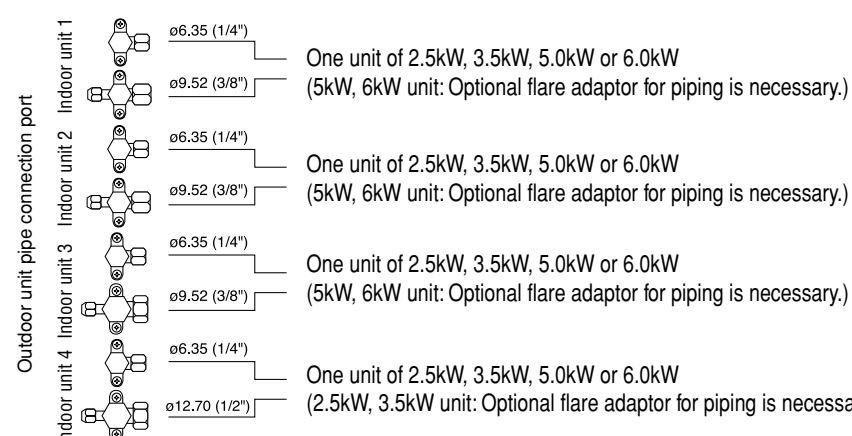 Outdoor unit pipe connection port
Indoor unit 1
ø6.35 (1/4")
One unit of 2.5kW, 3.5kW, 5.0kW or 6.0kW
ø9.52 (3/8")
(5kW, 6kW unit: Optional flare adaptor for piping is necessary.)
Indoor unit 2
ø6.35 (1/4")
One unit of 2.5kW, 3.5kW, 5.0kW or 6.0kW
ø9.52 (3/8")
(5kW, 6kW unit: Optional flare adaptor for piping is necessary.)
Indoor unit 3
ø6.35 (1/4")
One unit of 2.5kW, 3.5kW, 5.0kW or 6.0kW
ø9.52 (3/8")
(5kW, 6kW unit: Optional flare adaptor for piping is necessary.)
ndoor unit 4
ø6.35 (1/4")
One unit of 2.5kW, 3.5kW, 5.0kW or 6.0kW
ø12.70 (1/2")
(2.5kW, 3.5kW unit: Optional flare adaptor for piping is necessa